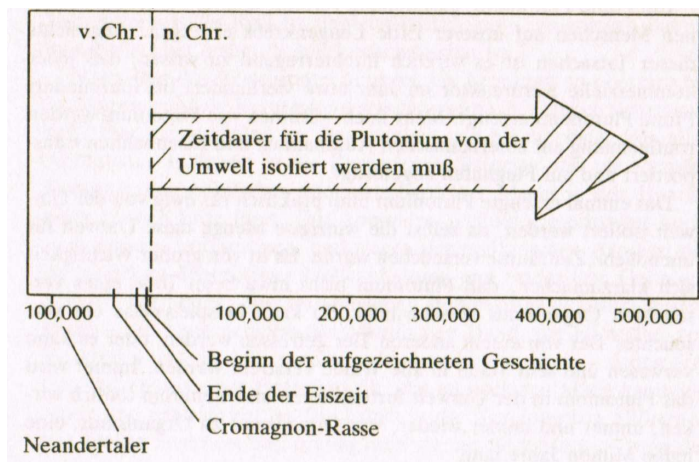 v. Chr. n. Chr.
Zeitdauer für die Plutonium von der
Umwelt isoliert werden muß
100,000 100,000 200,000 300,000 400,000 500,000
Beginn der aufgezeichneten Geschichte
Ende der Eiszeit
Cromagnon-Rasse
Neandertaler